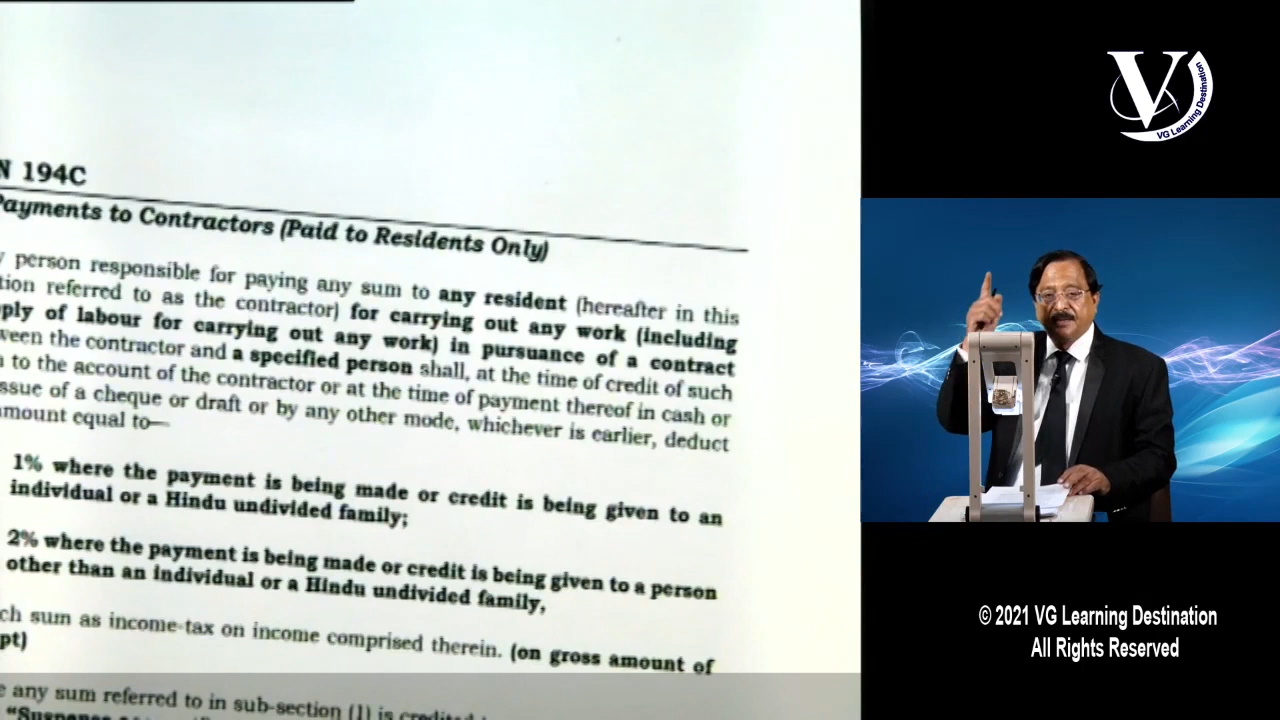 N 194C
Payments to Contractors (Paid to Residents Only)
person responsible for paying any sum to any resident (hereafter in this
tion referred to as the contractor) for carrying out any work (including
ply of labour for carrying out any work) in pursuance of a contract
ween the contractor and a specified person shall, at the time of credit of such
to the account of the contractor or at the time of payment thereof in cash or
ssue of a cheque or draft or by any other mode, whichever is earlier, deduct
mount equal to—
1% where the payment is being made or credit is being given to an
individual or a Hindu undivided family;
2% where the payment is being made or credit is being given to a person
other than an individual or a Hindu undivided family,
ch sum as income-tax on income comprised therein. (on gross amount of
pt)
any sum referred to in sub-section (1) is credited
V
VG Learning Destination
© 2021 VG Learning Destination
All Rights Reserved